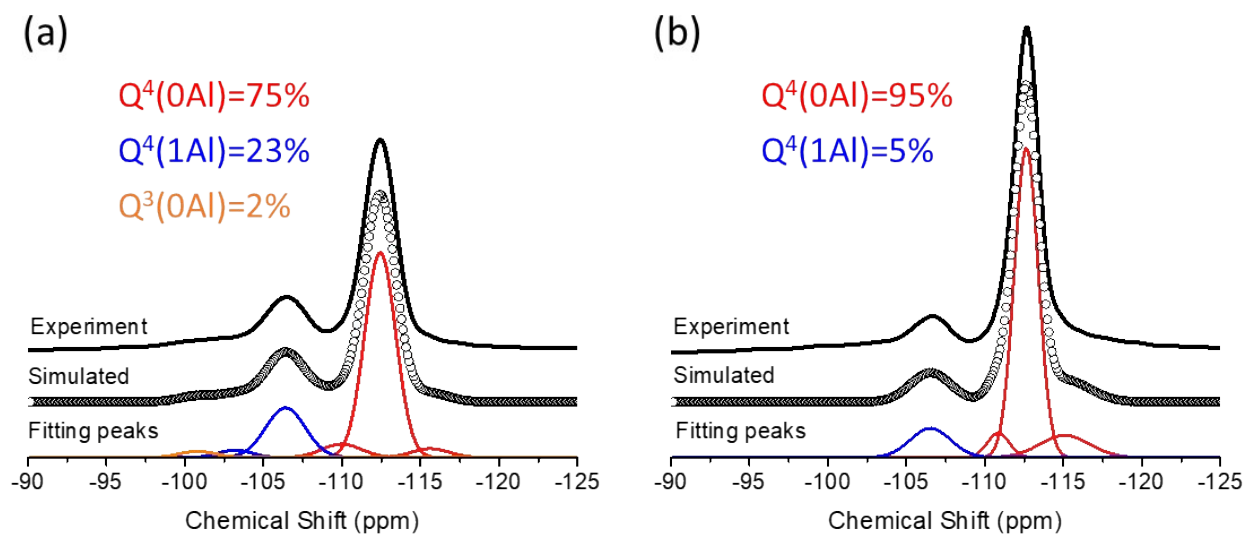 (a)
Q⁴(0Al)=75%
Q⁴(1Al)=23%
Q³(0Al)=2%
Experiment
Simulated
Fitting peaks
-90 -95 -100 -105 -110 -115 -120 -125
Chemical Shift (ppm)
(b)
Q⁴(0Al)=95%
Q⁴(1Al)=5%
Experiment
Simulated
Fitting peaks
-90 -95 -100 -105 -110 -115 -120 -125
Chemical Shift (ppm)